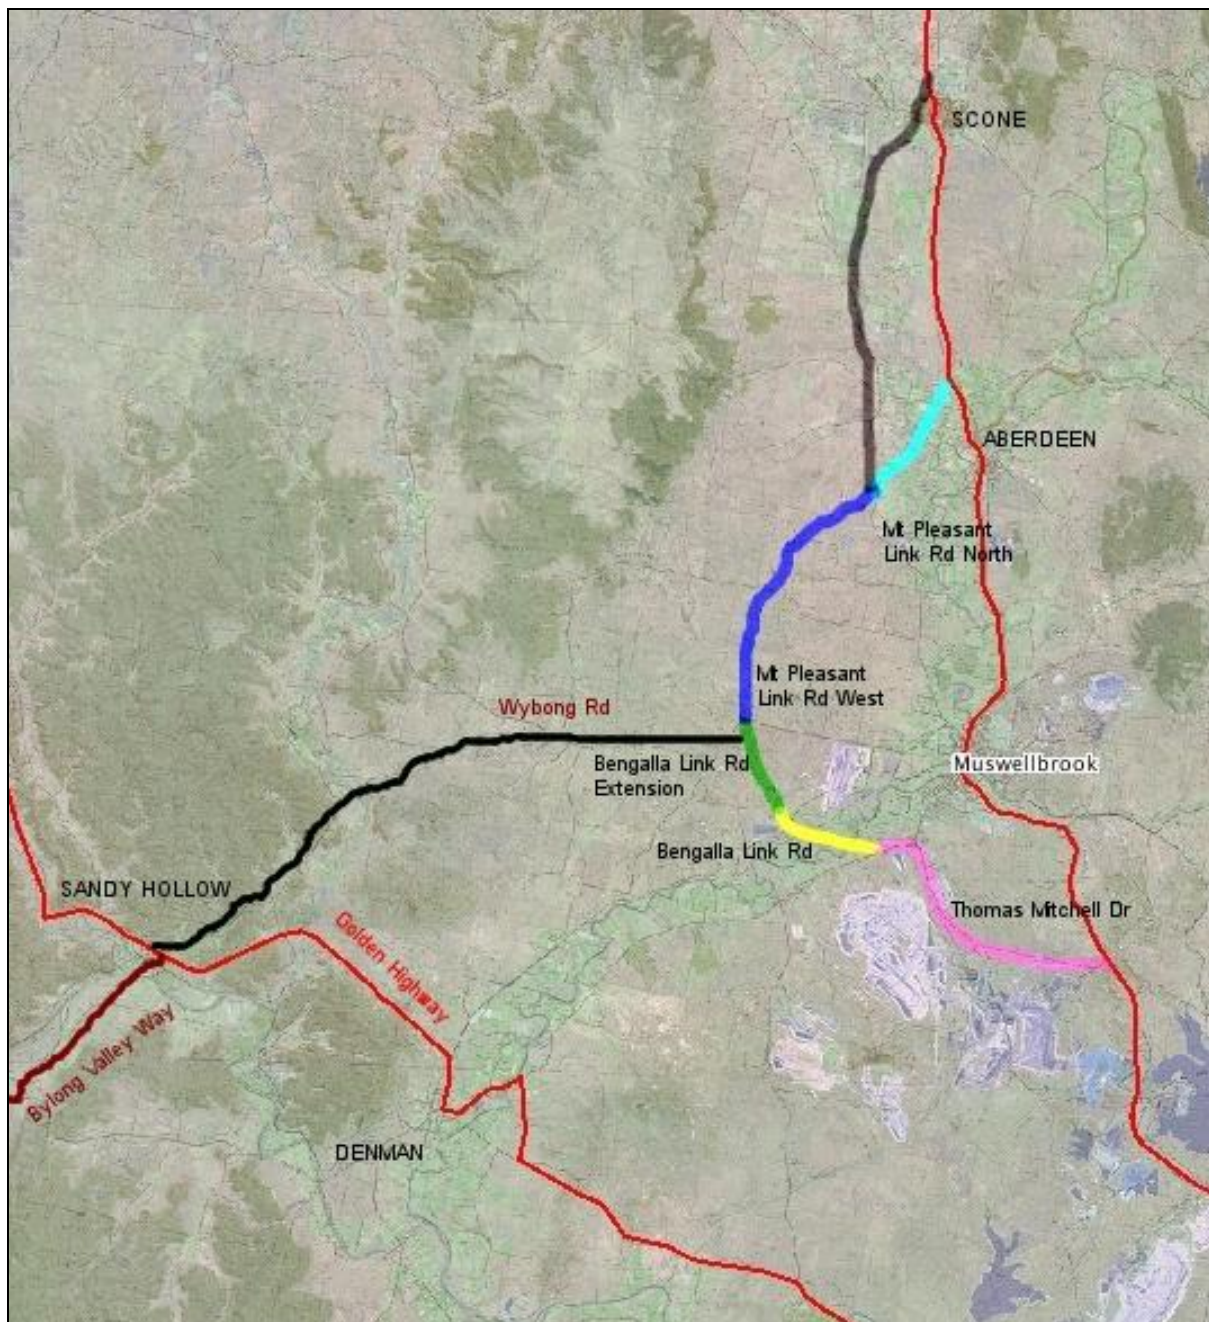 SCONE
ABERDEEN
Mt Pleasant
Link Rd North
Mt Pleasant
Link Rd West
Wybong Rd
Bengalla Link Rd
Extension
Muswellbrook
Bengalla Link Rd
SANDY HOLLOW
Thomas Mitchell Dr
Golden Highway
Bylong Valley Way
DENMAN